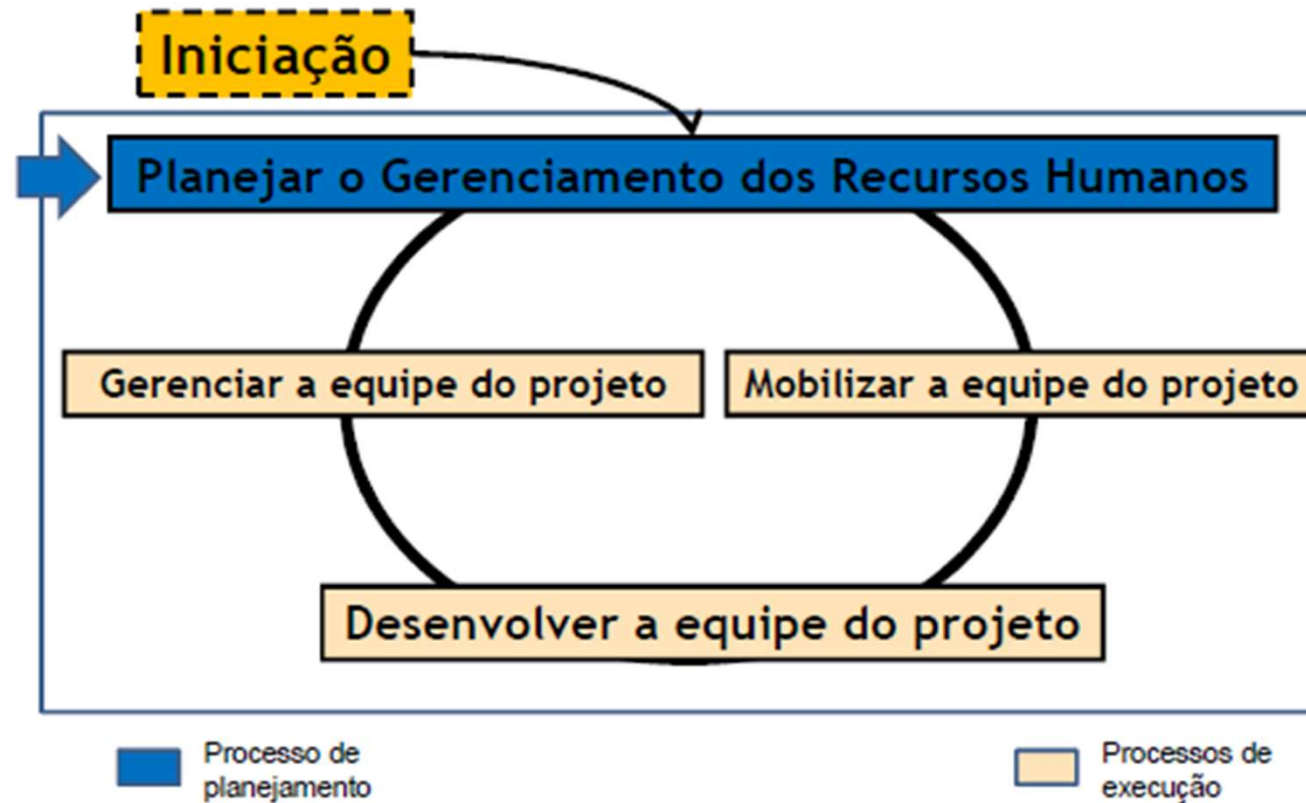 Iniciação
Planejar o Gerenciamento dos Recursos Humanos
Gerenciar a equipe do projeto
Mobilizar a equipe do projeto
Desenvolver a equipe do projeto
Processo de
planejamento
Processos de
execução